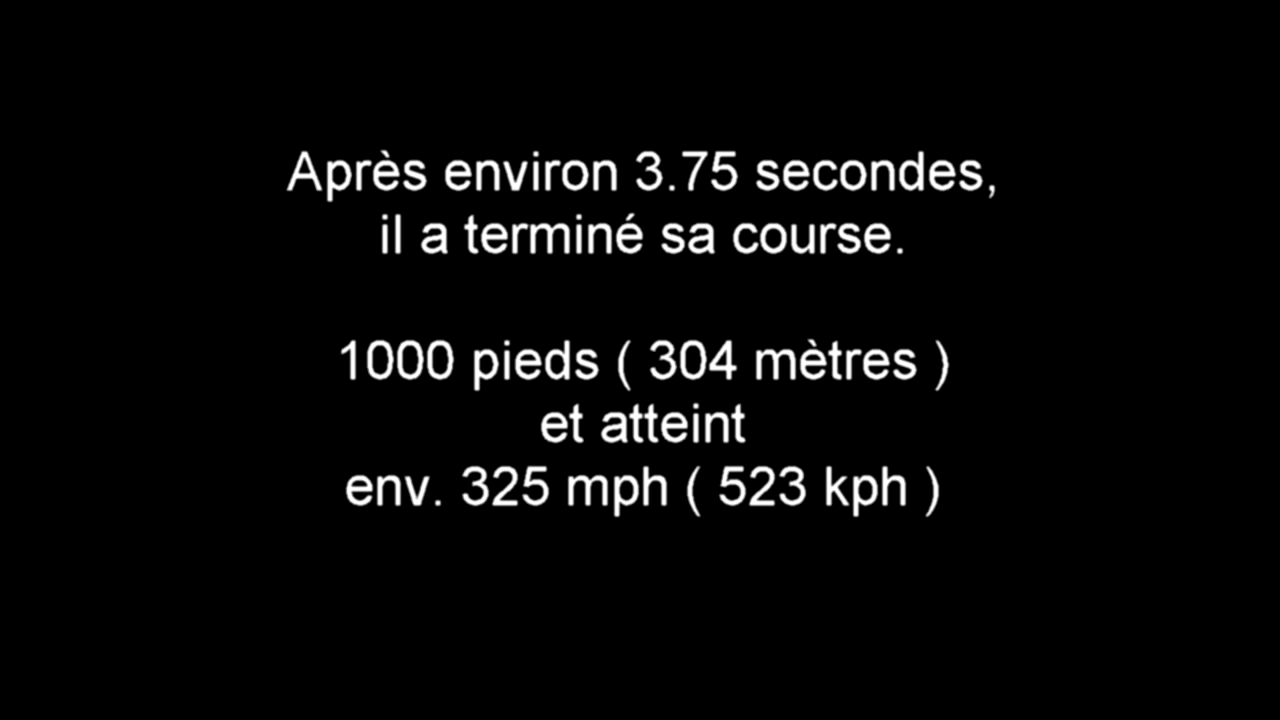 Après environ 3.75 secondes,
il a terminé sa course.
1000 pieds ( 304 mètres )
et atteint
env. 325 mph ( 523 kph )